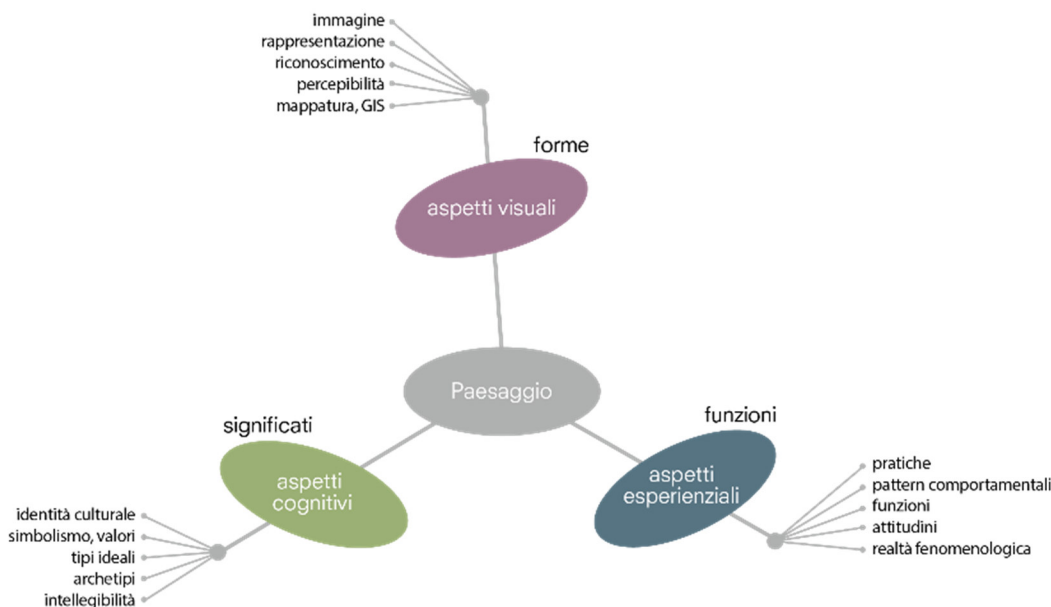 immagine
rappresentazione
riconoscimento
percepibilità
mappatura, GIS
forme
aspetti visuali
Paesaggio
significati
aspetti
cognitivi
identità culturale
simbolismo, valori
tipi ideali
archetipi
intellegibilità
funzioni
aspetti
esperienziali
pratiche
pattern comportamentali
funzioni
attitudini
realtà fenomenologica